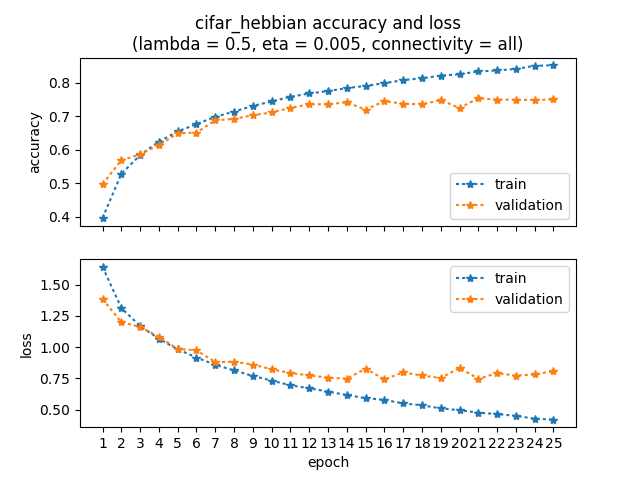 cifar_hebbian accuracy and loss
(lambda = 0.5, eta = 0.005, connectivity = all)
accuracy
0.8
0.7
0.6
0.5
0.4
train
validation
loss
1.50
1.25
1.00
0.75
0.50
train
validation
1 2 3 4 5 6 7 8 9 10 11 12 13 14 15 16 17 18 19 20 21 22 23 24 25
epoch